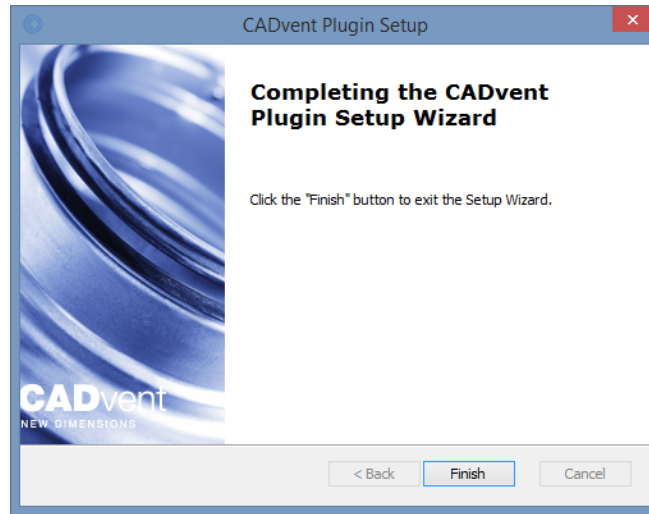 CADvent Plugin Setup
Completing the CADvent
Plugin Setup Wizard
Click the "Finish" button to exit the Setup Wizard.
CADvent
NEW DIMENSIONS
< Back
Finish
Cancel